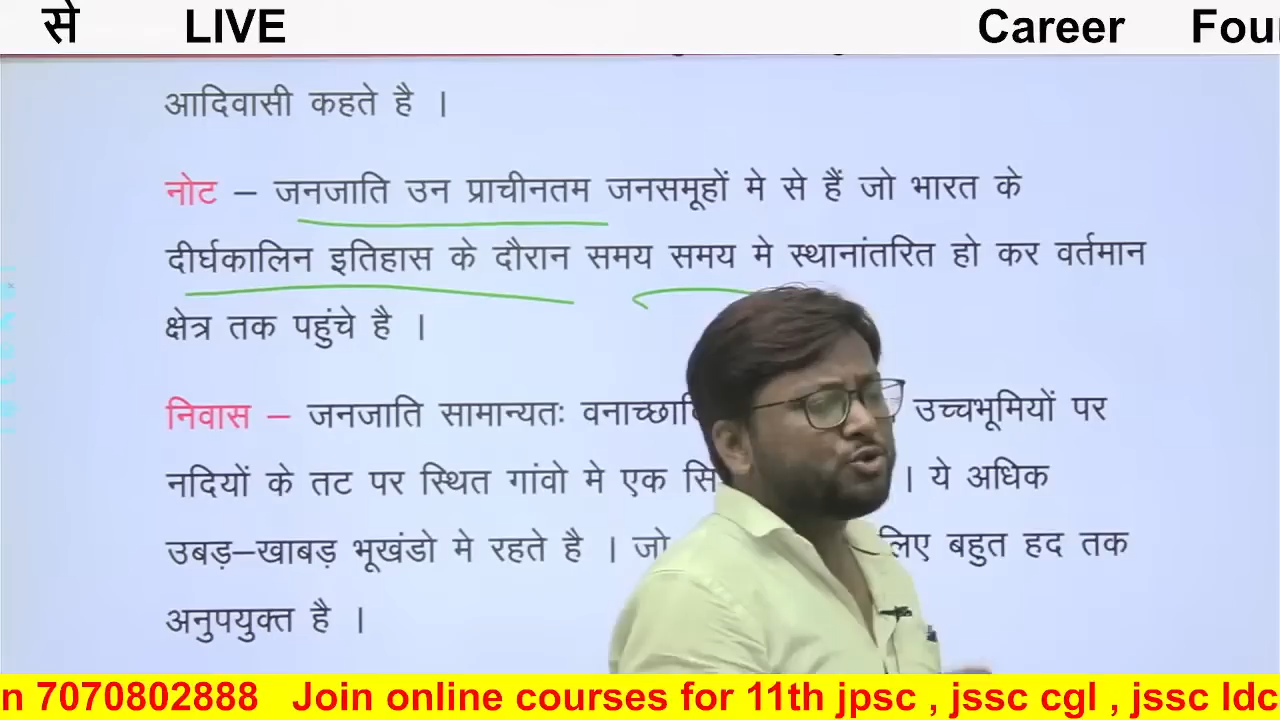 से LIVE Career
आदिवासी कहते है ।
नोट – जनजाति उन प्राचीनतम जनसमूहों मे से हैं जो भारत के
दीर्घकालिन इतिहास के दौरान समय समय मे स्थानांतरित हो कर वर्तमान
क्षेत्र तक पहुंचे है ।
निवास – जनजाति सामान्यतः उच्चभूमियों पर
नदियों के तट पर स्थित गांवो मे एक । ये अधिक
उबड़–खाबड़ भूखंडो मे रहते है । जो लिए बहुत हद तक
अनुपयुक्त है ।
7070802888 Join online courses for 11th jpsc , jssc cgl , jssc ldc